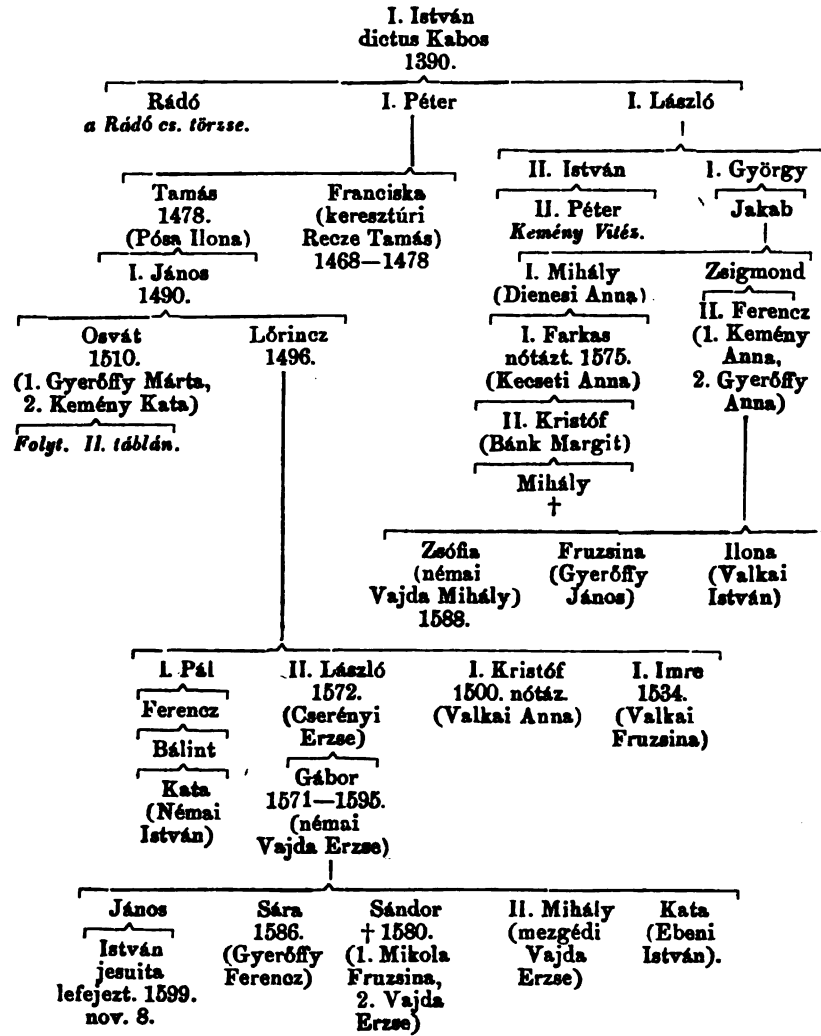 I. István
dictus Kabos
1390.
Rádó
a Rádó cs. törzse.
I. Péter
I. László
Tamás
1478.
(Pósa Ilona)
Franciska
(keresztúri
Recze Tamás)
1468—1478
II. István
I. György
II. Péter
Kemény Vitéz.
Jakab
I. János
1490.
I. Mihály
(Dienesi Anna)
Zsigmond
Osvát
1510.
(1. Gyerőffy Márta,
2. Kemény Kata)
Folyt. II. táblán.
Lőrincz
1496.
I. Farkas
nótázt. 1575.
(Kecseti Anna)
II. Ferencz
(1. Kemény
Anna,
2. Gyerőffy
Anna)
II. Kristóf
(Bánk Margit)
Mihály
†
Zsófia
(némai
Vajda Mihály)
1588.
Fruzsina
(Gyerőffy
János)
Ilona
(Valkai
István)
I. Pál
Ferencz
Bálint
Kata
(Némai
István)
II. László
1572.
(Cserényi
Erzse)
Gábor
1571—1595.
(némai
Vajda Erzse)
I. Kristóf
1500. nótáz.
(Valkai Anna)
I. Imre
1534.
(Valkai
Fruzsina)
János
István
jesuita
lefejezt. 1599.
nov. 8.
Sára
1586.
(Gyerőffy
Ferencz)
Sándor
† 1580.
(1. Mikola
Fruzsina,
2. Vajda
Erzse)
II. Mihály
(mezgédi
Vajda
Erzse)
Kata
(Ebeni
István).